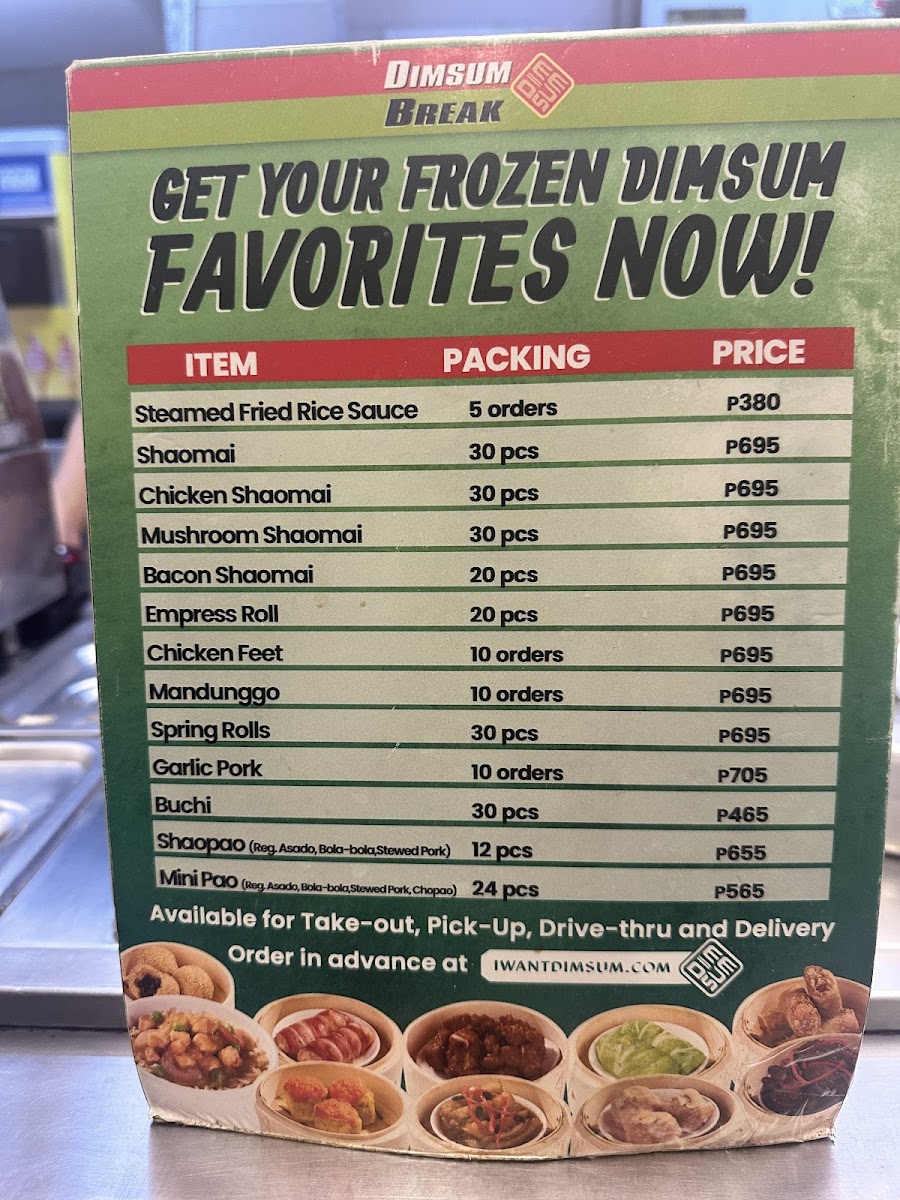 DIMSUM
BREAK
DIM
SUM
GET YOUR FROZEN DIMSUM
FAVORITES NOW!
ITEM PACKING PRICE
Steamed Fried Rice Sauce 5 orders P380
Shaomai 30 pcs P695
Chicken Shaomai 30 pcs P695
Mushroom Shaomai 30 pcs P695
Bacon Shaomai 20 pcs P695
Empress Roll 20 pcs P695
Chicken Feet 10 orders P695
Mandunggo 10 orders P695
Spring Rolls 30 pcs P695
Garlic Pork 10 orders P705
Buchi 30 pcs P465
Shaopao (Reg. Asado, Bola-bola,Stewed Pork) 12 pcs P655
Mini Pao (Reg. Asado, Bola-bola,Stewed Pork, Chopao) 24 pcs P565
Available for Take-out, Pick-Up, Drive-thru and Delivery
Order in advance at IWANTDIMSUM.COM
DIM
SUM